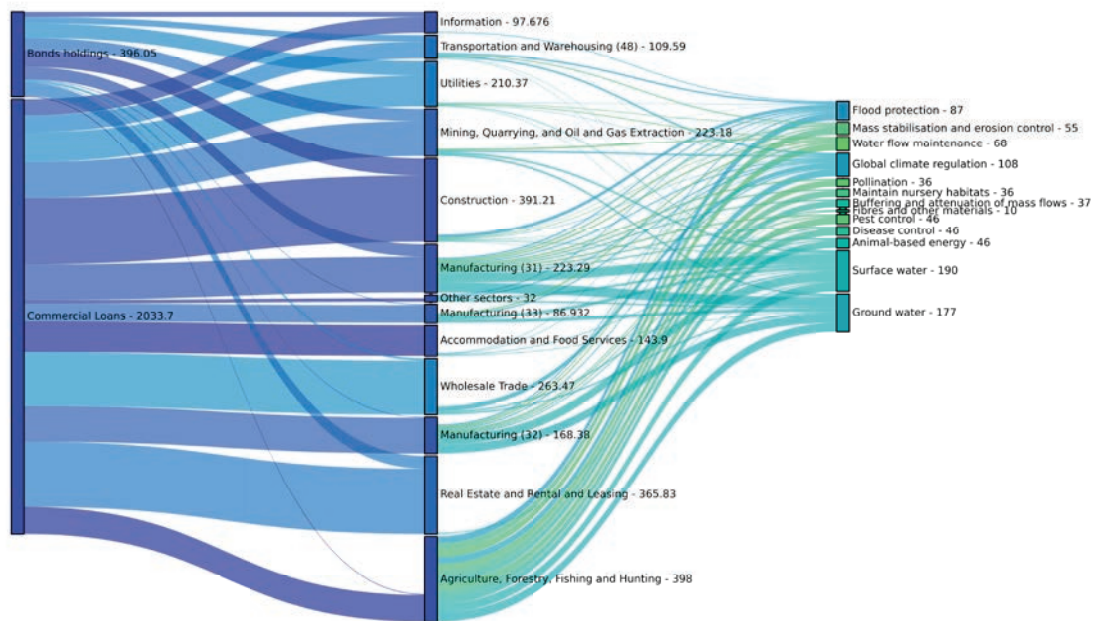 Bonds holdings - 396.05
Commercial Loans - 2033.7
Information - 97.676
Transportation and Warehousing (48) - 109.59
Utilities - 210.37
Mining, Quarrying, and Oil and Gas Extraction - 223.18
Construction - 391.21
Manufacturing (31) - 223.29
Other sectors - 32
Manufacturing (33) - 86.932
Accommodation and Food Services - 143.9
Wholesale Trade - 263.47
Manufacturing (32) - 168.38
Real Estate and Rental and Leasing - 365.83
Agriculture, Forestry, Fishing and Hunting - 398
Flood protection - 87
Mass stabilisation and erosion control - 55
Water flow maintenance - 60
Global climate regulation - 108
Pollination - 36
Maintain nursery habitats - 36
Buffering and attenuation of mass flows - 37
Fibres and other materials - 10
Pest control - 46
Disease control - 46
Animal-based energy - 46
Surface water - 190
Ground water - 177